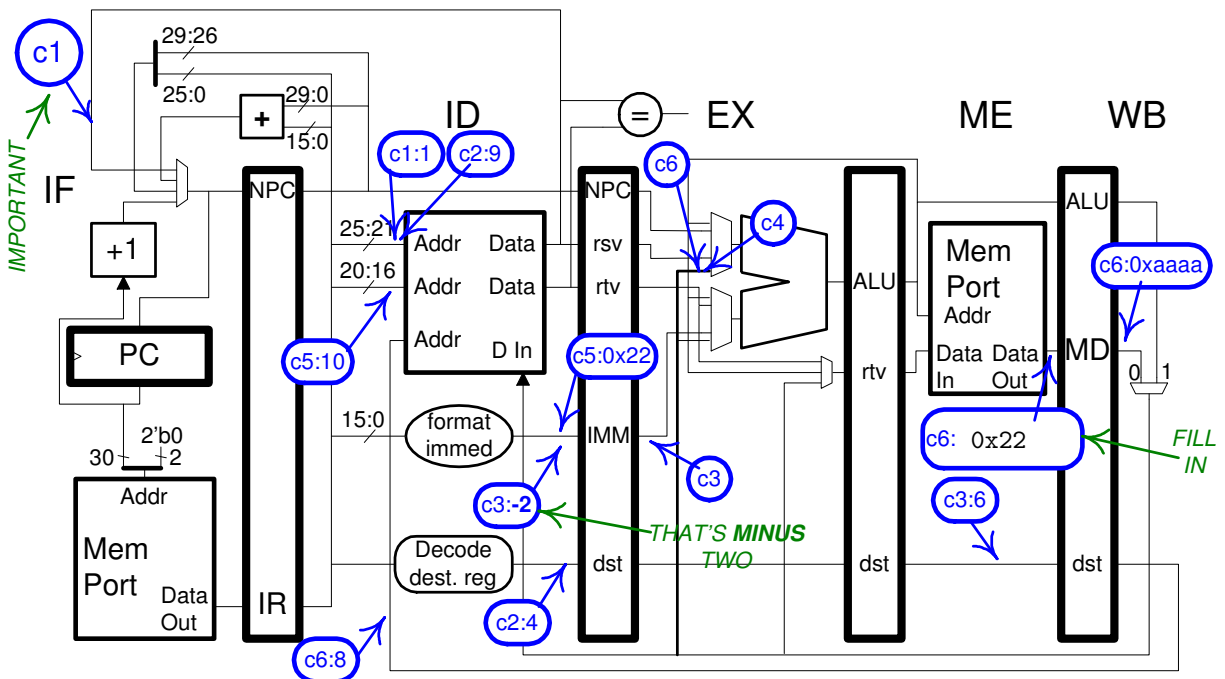 c1
29:26
25:0
29:0
15:0
+
=
IF
ID
EX
ME
WB
IMPORTANT
c1:1
c2:9
c6
c4
NPC
NPC
ALU
+1
25:21
Addr
Data
rsv
20:16
Addr
Data
rtv
Addr
D In
ALU
Mem
Port
Addr
Data
In
Data
Out
c6:0xaaaa
MD
0
1
PC
c5:10
c5:0x22
rtv
15:0
format
immed
IMM
c6: 0x22
FILL
IN
2'b0
30
2
Addr
c3:-2
c3
c3:6
THAT'S MINUS
TWO
Mem
Port
Data
Out
IR
Decode
dest. reg
dst
dst
dst
c2:4
c6:8